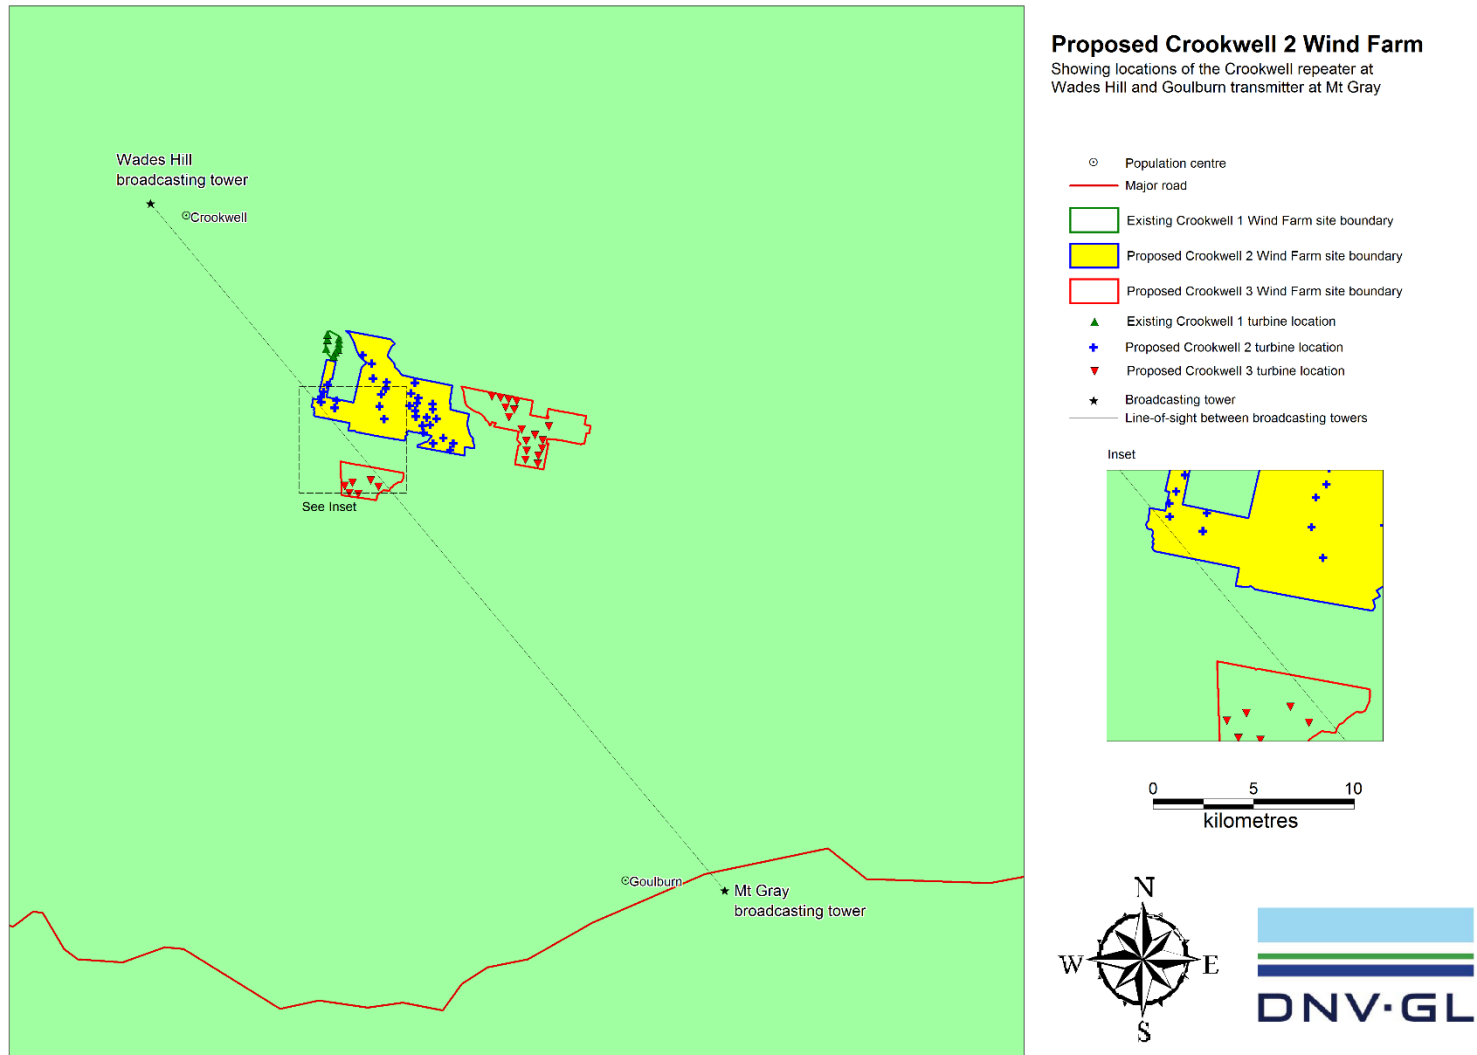 Proposed Crookwell 2 Wind Farm
Showing locations of the Crookwell repeater at
Wades Hill and Goulburn transmitter at Mt Gray
Wades Hill
broadcasting tower
Crookwell
See Inset
Goulburn
Mt Gray
broadcasting tower
Population centre
Major road
Existing Crookwell 1 Wind Farm site boundary
Proposed Crookwell 2 Wind Farm site boundary
Proposed Crookwell 3 Wind Farm site boundary
Existing Crookwell 1 turbine location
Proposed Crookwell 2 turbine location
Proposed Crookwell 3 turbine location
Broadcasting tower
Line-of-sight between broadcasting towers
Inset
0 5 10
kilometres
N
W E
S
DNV·GL